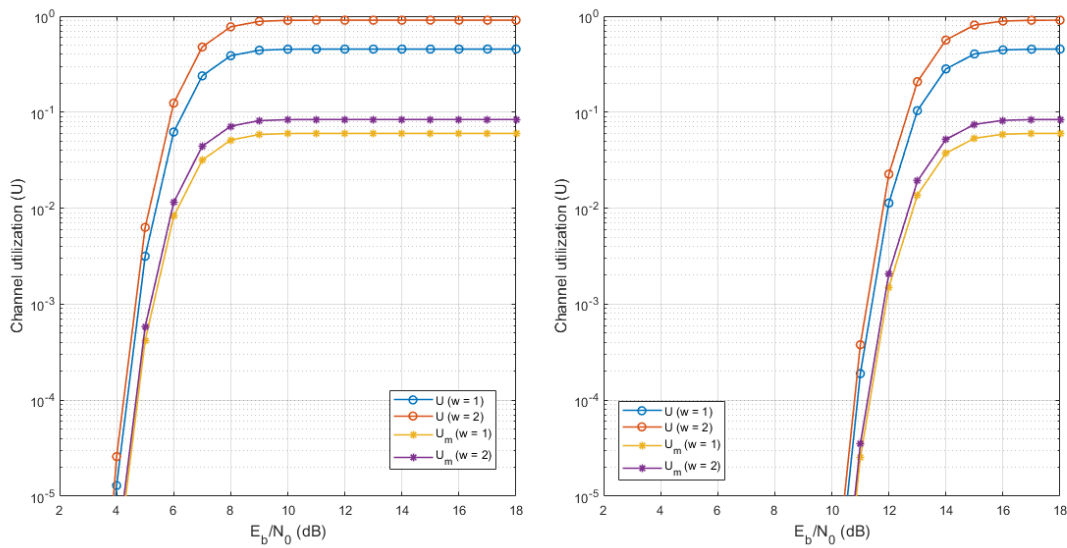 Channel utilization (U)
10^0
10^-1
10^-2
10^-3
10^-4
10^-5
U (w = 1)
U (w = 2)
U_m (w = 1)
U_m (w = 2)
2 4 6 8 10 12 14 16 18
E_b/N_0 (dB)
Channel utilization (U)
10^0
10^-1
10^-2
10^-3
10^-4
10^-5
U (w = 1)
U (w = 2)
U_m (w = 1)
U_m (w = 2)
2 4 6 8 10 12 14 16 18
E_b/N_0 (dB)